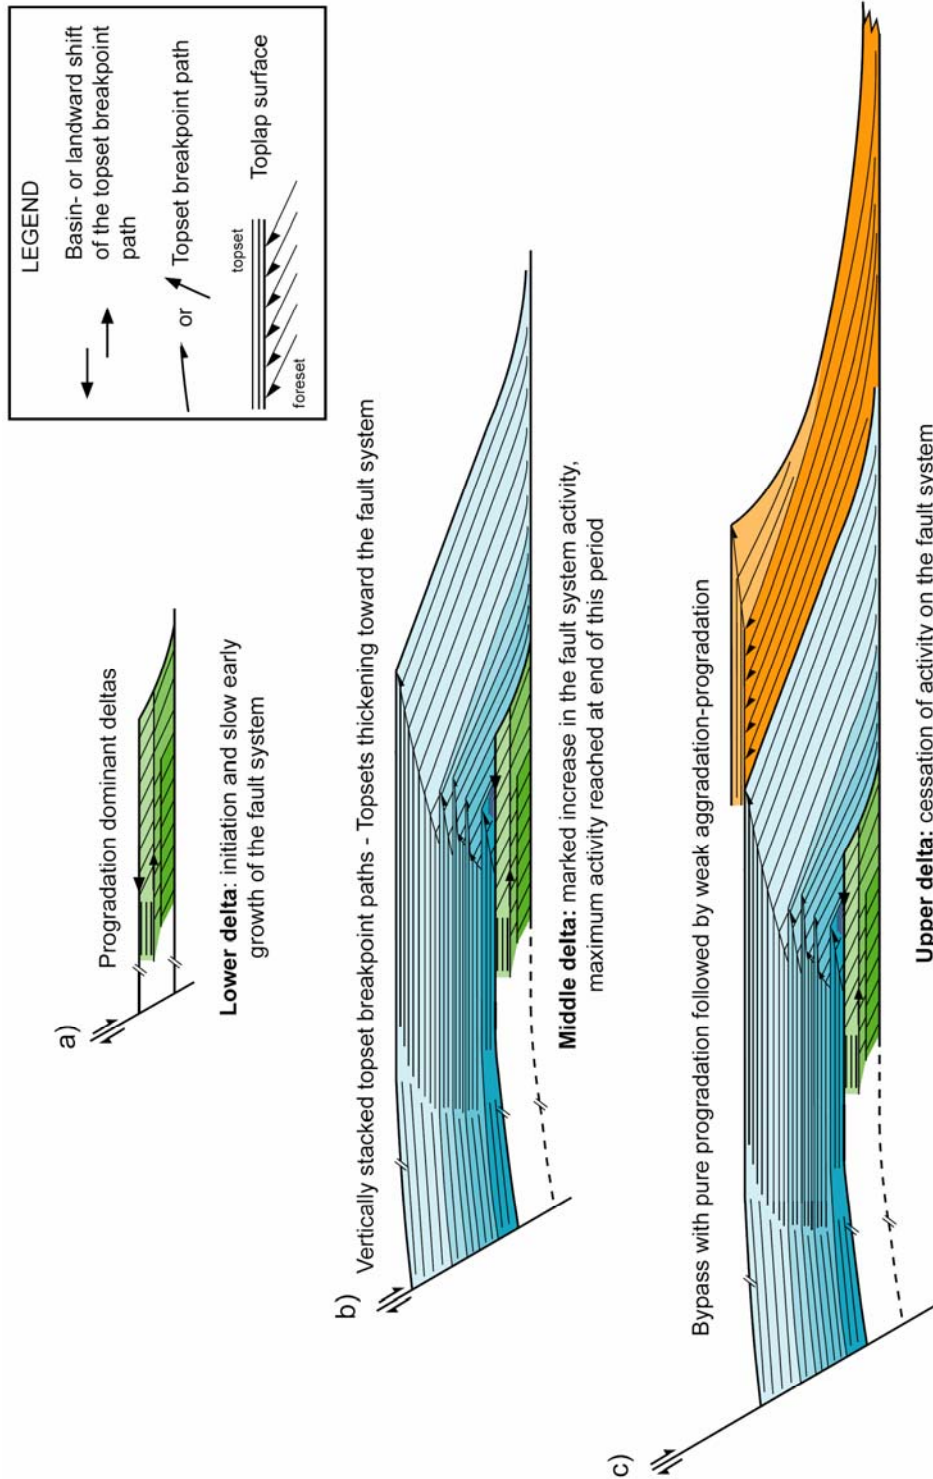 LEGEND
Basin- or landward shift
of the topset breakpoint
path
or
Topset breakpoint path
topset
foreset
Toplap surface
a)
Progradation dominant deltas
Lower delta: initiation and slow early
growth of the fault system
b)
Vertically stacked topset breakpoint paths - Topsets thickening toward the fault system
Middle delta: marked increase in the fault system activity,
maximum activity reached at end of this period
c)
Bypass with pure progradation followed by weak aggradation-progradation
Upper delta: cessation of activity on the fault system